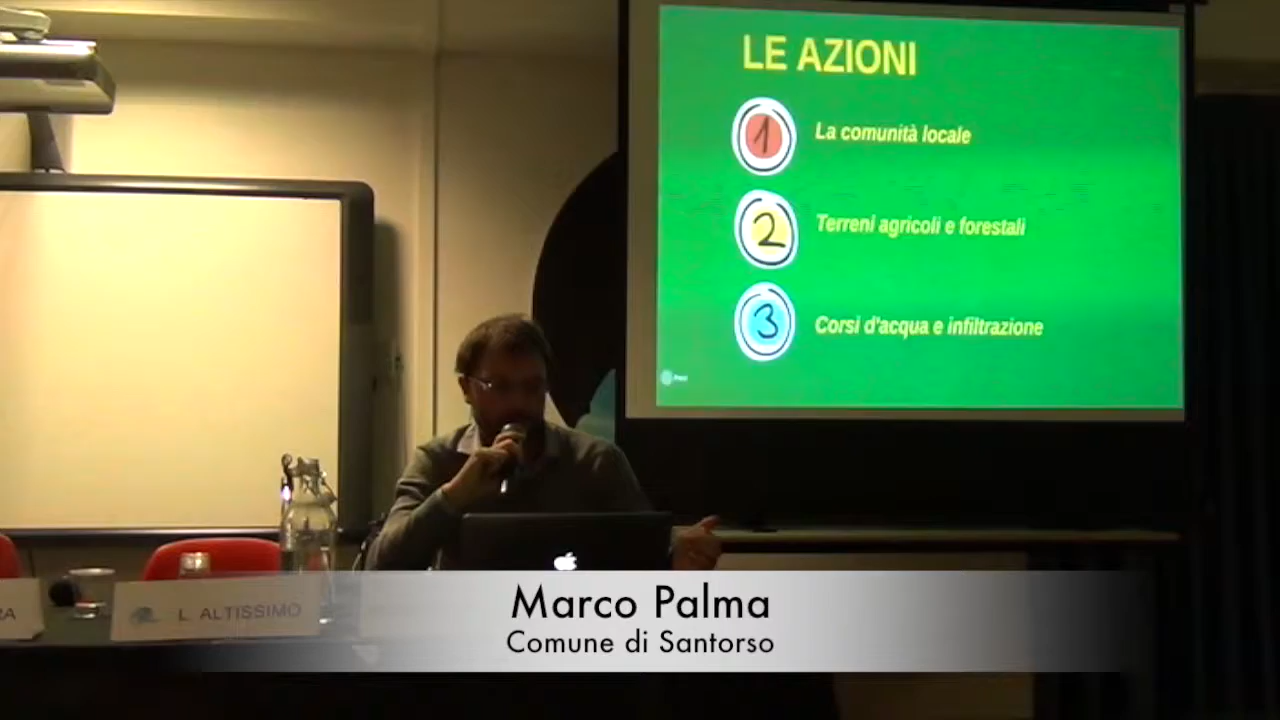 LE AZIONI
1
La comunità locale
2
Terreni agricoli e forestali
3
Corsi d'acqua e infiltrazione
RA
L. ALTISSIMO
Marco Palma
Comune di Santorso